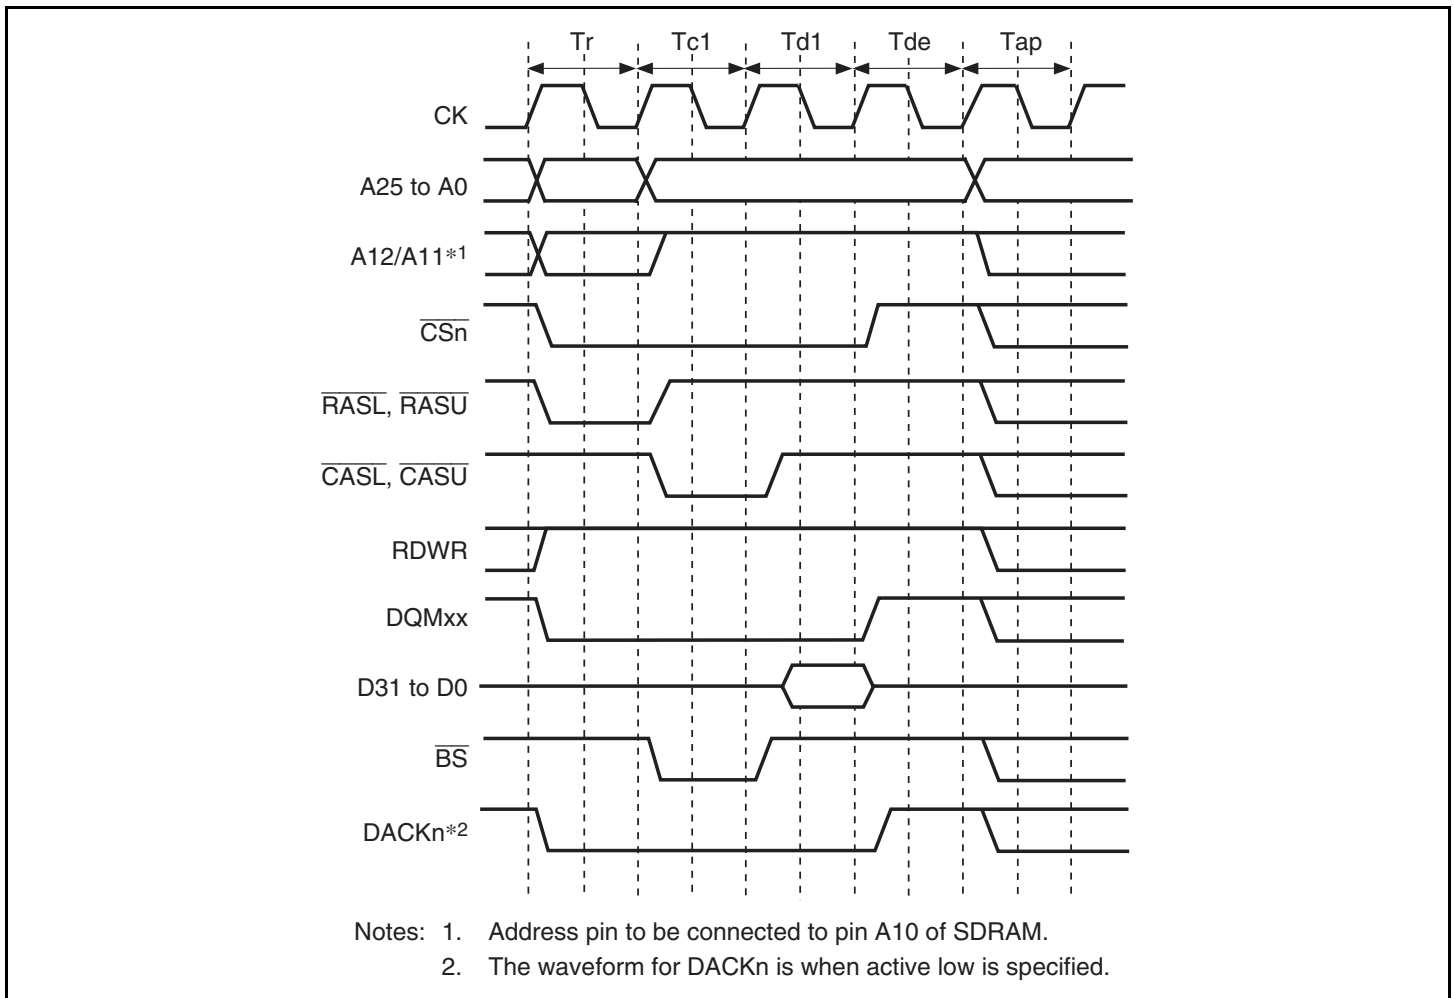 Tr Tc1 Td1 Tde Tap
CK
A25 to A0
A12/A11*1
CSn
RASL, RASU
CASL, CASU
RDWR
DQMxx
D31 to D0
BS
DACKn*2
Notes: 1. Address pin to be connected to pin A10 of SDRAM.
2. The waveform for DACKn is when active low is specified.